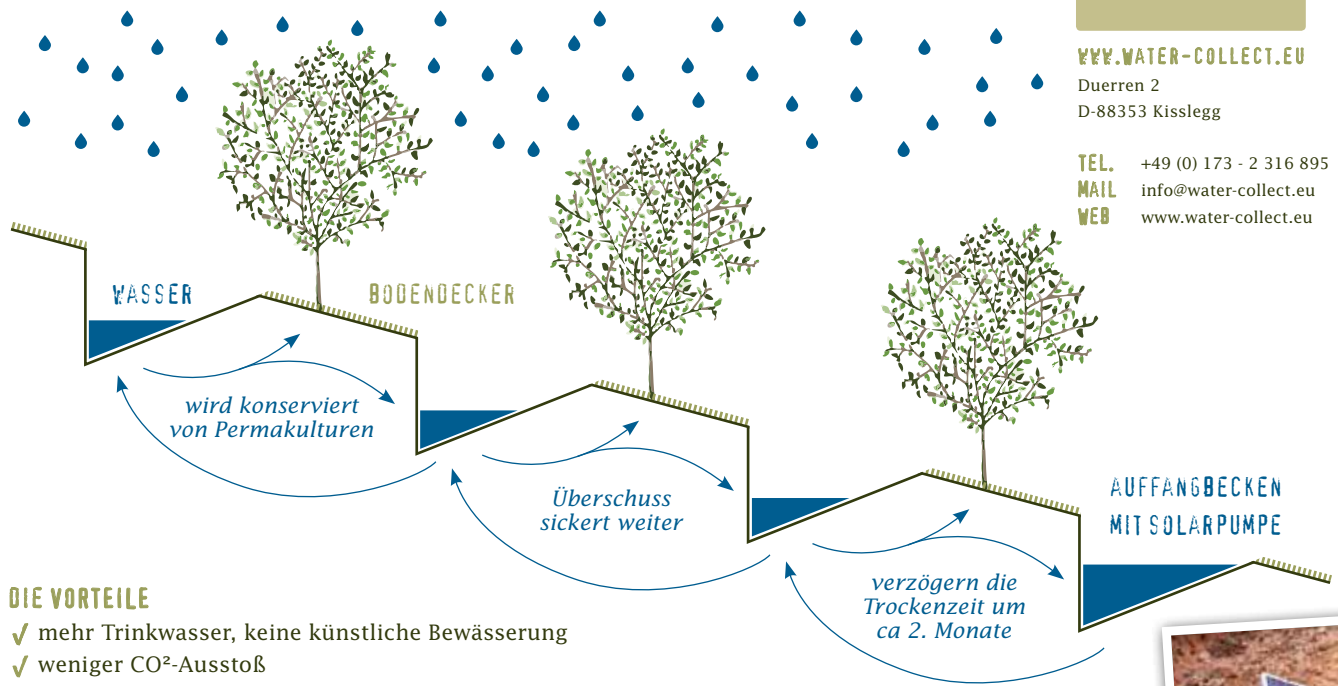 WWW.WATER-COLLECT.EU
Duerren 2
D-88353 Kisslegg
TEL. +49 (0) 173 - 2 316 895
MAIL info@water-collect.eu
WEB www.water-collect.eu
WASSER
BODENDECKER
wird konserviert
von Permakulturen
Überschuss
sickert weiter
AUFFANGBECKEN
MIT SOLARPUMPE
verzögern die
Trockenzeit um
ca 2. Monate
DIE VORTEILE
✓ mehr Trinkwasser, keine künstliche Bewässerung
✓ weniger CO²-Ausstoß